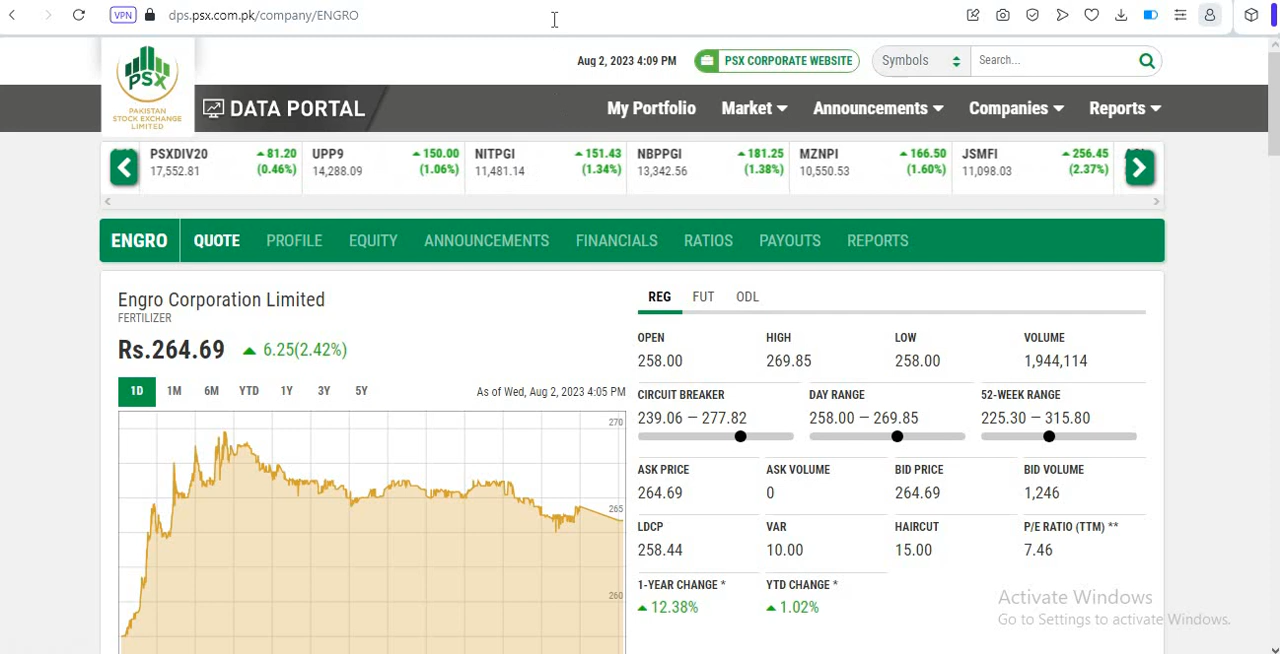 VPN
dps.psx.com.pk/company/ENGRO
PSX
PAKISTAN
STOCK EXCHANGE
LIMITED
Aug 2, 2023 4:09 PM
PSX CORPORATE WEBSITE
Symbols
Search...
DATA PORTAL
My Portfolio Market Announcements Companies Reports
PSXDIV20 81.20 UPP9 150.00 NITPGI 151.43 NBPPGI 181.25 MZNPI 166.50 JSMFI 256.45
17,552.81 (0.46%) 14,288.09 (1.06%) 11,481.14 (1.34%) 13,342.56 (1.38%) 10,550.53 (1.60%) 11,098.03 (2.37%)
ENGRO QUOTE PROFILE EQUITY ANNOUNCEMENTS FINANCIALS RATIOS PAYOUTS REPORTS
Engro Corporation Limited
FERTILIZER
Rs.264.69 6.25(2.42%)
1D 1M 6M YTD 1Y 3Y 5Y
As of Wed, Aug 2, 2023 4:05 PM
270
265
260
REG FUT ODL
OPEN HIGH LOW VOLUME
258.00 269.85 258.00 1,944,114
CIRCUIT BREAKER DAY RANGE 52-WEEK RANGE
239.06 — 277.82 258.00 — 269.85 225.30 — 315.80
ASK PRICE ASK VOLUME BID PRICE BID VOLUME
264.69 0 264.69 1,246
LDCP VAR HAIRCUT P/E RATIO (TTM) **
258.44 10.00 15.00 7.46
1-YEAR CHANGE * YTD CHANGE *
12.38% 1.02%
Activate Windows
Go to Settings to activate Windows.